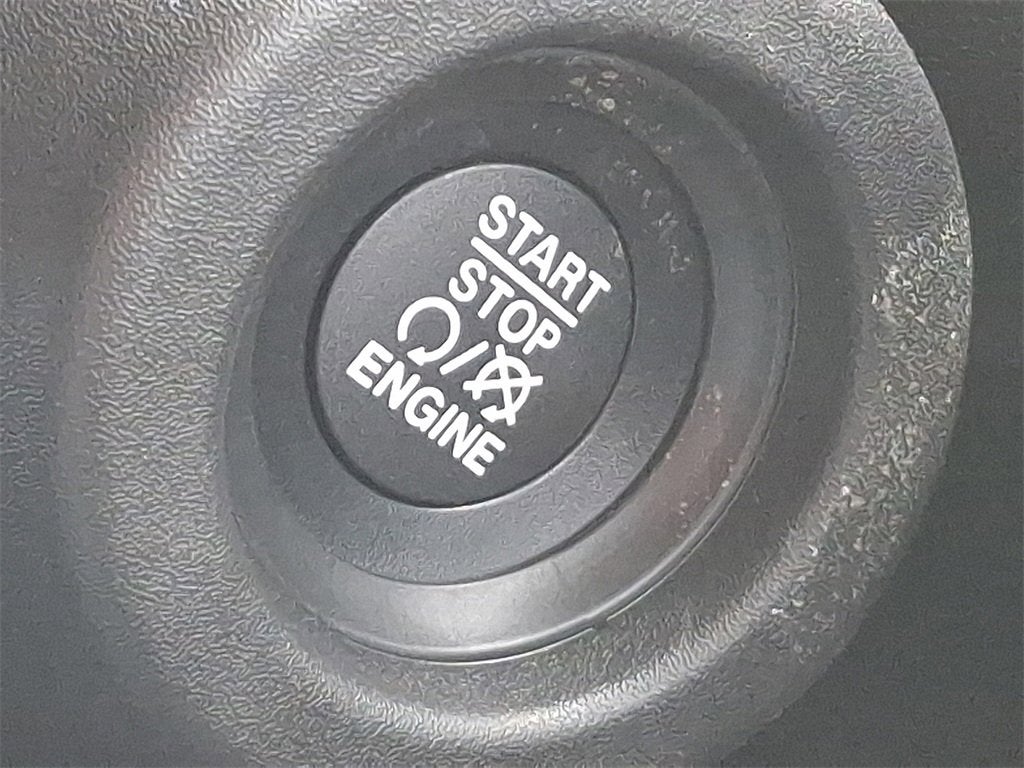 START
STOP
/
ENGINE